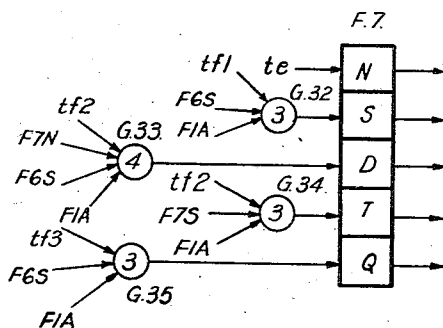 F.7.
tf1 te N
F6S G.32
3 S
F1A
tf2
F7N G.33.
4 D
F6S
F1A
tf2 G.34.
F7S 3 T
F1A
tf3
F6S 3 Q
F1A G.35